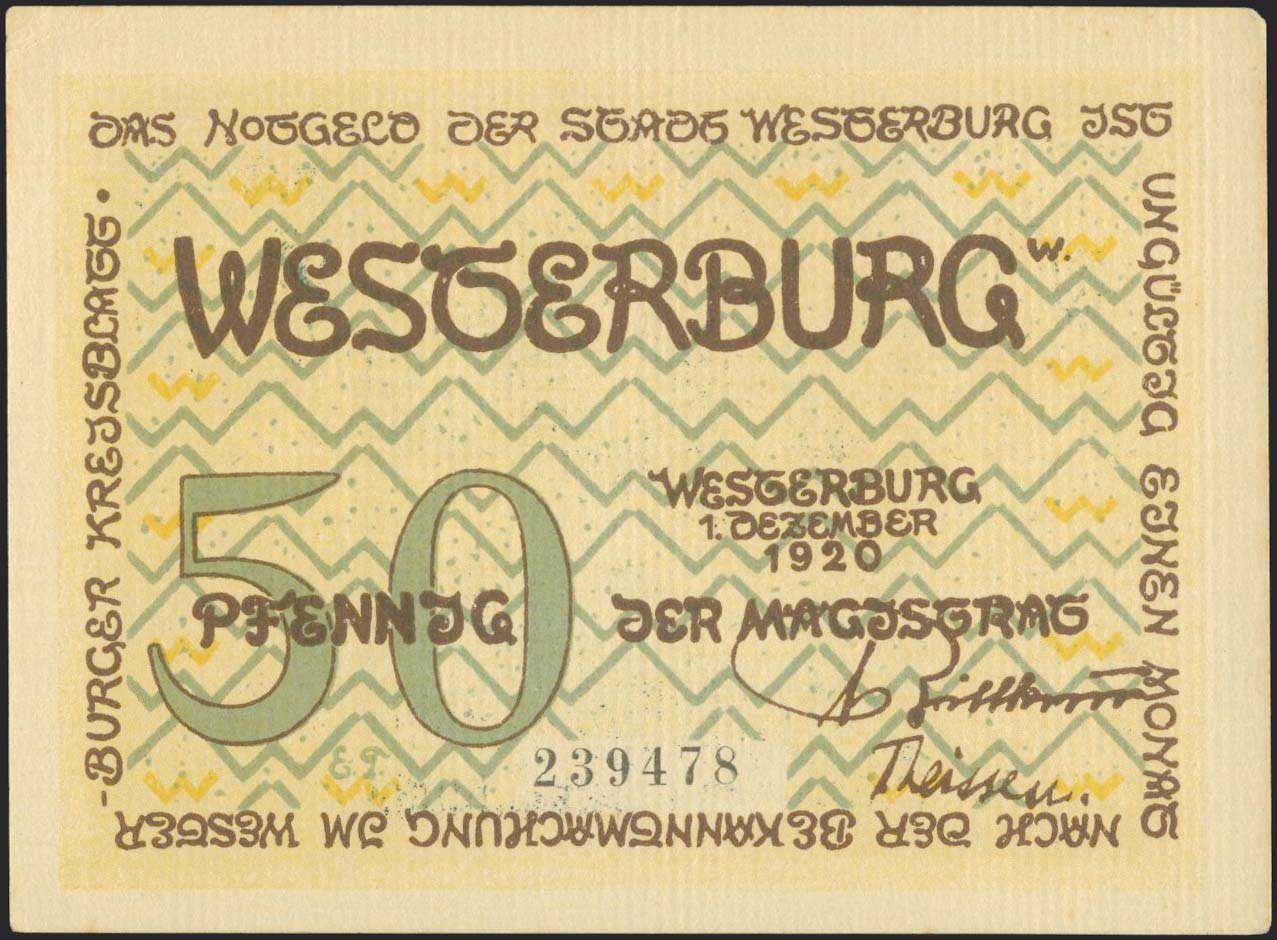 DAS NOTGELD DER STADT WESTERBURG IST
UNGÜLTIG EINEN MONAT
NACH DER BEKANNTMACHUNG IM WESTER
-BURGER KREISBLATT.
WESTERBURG W.
50
PFENNIG
WESTERBURG
1. DEZEMBER
1920
DER MAGISTRAT
Theissen.
E.T.
239478